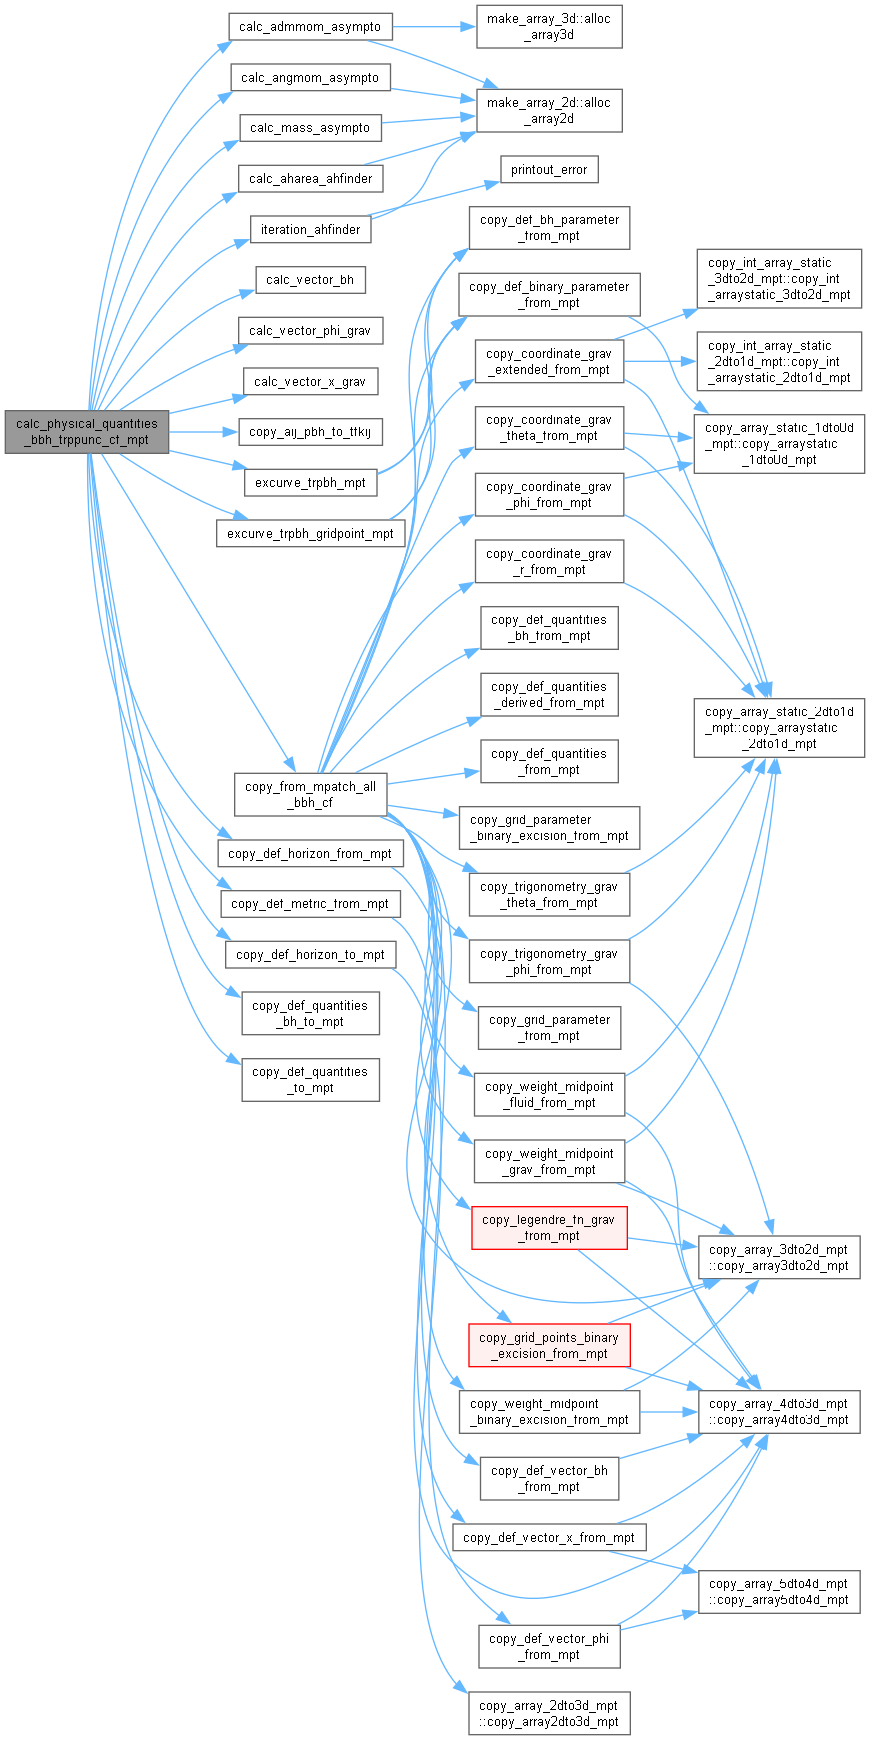 calc_admmom_asympto
calc_angmom_asympto
calc_mass_asympto
calc_aharea_ahfinder
iteration_ahfinder
calc_vector_bh
calc_vector_phi_grav
calc_vector_x_grav
calc_physical_quantities
_bbh_trppunc_cf_mpt
copy_aij_pbh_to_tfkij
excurve_trpbh_mpt
excurve_trpbh_gridpoint_mpt
copy_from_mpatch_all
_bbh_cf
copy_def_horizon_from_mpt
copy_def_metric_from_mpt
copy_def_horizon_to_mpt
copy_def_quantities
_bh_to_mpt
copy_def_quantities
_to_mpt
make_array_3d::alloc
_array3d
make_array_2d::alloc
_array2d
printout_error
copy_def_bh_parameter
_from_mpt
copy_def_binary_parameter
_from_mpt
copy_coordinate_grav
_extended_from_mpt
copy_coordinate_grav
_theta_from_mpt
copy_coordinate_grav
_phi_from_mpt
copy_coordinate_grav
_r_from_mpt
copy_def_quantities
_bh_from_mpt
copy_def_quantities
_derived_from_mpt
copy_def_quantities
_from_mpt
copy_grid_parameter
_binary_excision_from_mpt
copy_trigonometry_grav
_theta_from_mpt
copy_trigonometry_grav
_phi_from_mpt
copy_grid_parameter
_from_mpt
copy_weight_midpoint
_fluid_from_mpt
copy_weight_midpoint
_grav_from_mpt
copy_legendre_fn_grav
_from_mpt
copy_grid_points_binary
_excision_from_mpt
copy_weight_midpoint
_binary_excision_from_mpt
copy_def_vector_bh
_from_mpt
copy_def_vector_x_from_mpt
copy_def_vector_phi
_from_mpt
copy_array_2dto3d_mpt
::copy_array2dto3d_mpt
copy_int_array_static
_3dto2d_mpt::copy_int
_arraystatic_3dto2d_mpt
copy_int_array_static
_2dto1d_mpt::copy_int
_arraystatic_2dto1d_mpt
copy_array_static_1dto0d
_mpt::copy_arraystatic
_1dto0d_mpt
copy_array_static_2dto1d
_mpt::copy_arraystatic
_2dto1d_mpt
copy_array_3dto2d_mpt
::copy_array3dto2d_mpt
copy_array_4dto3d_mpt
::copy_array4dto3d_mpt
copy_array_5dto4d_mpt
::copy_array5dto4d_mpt